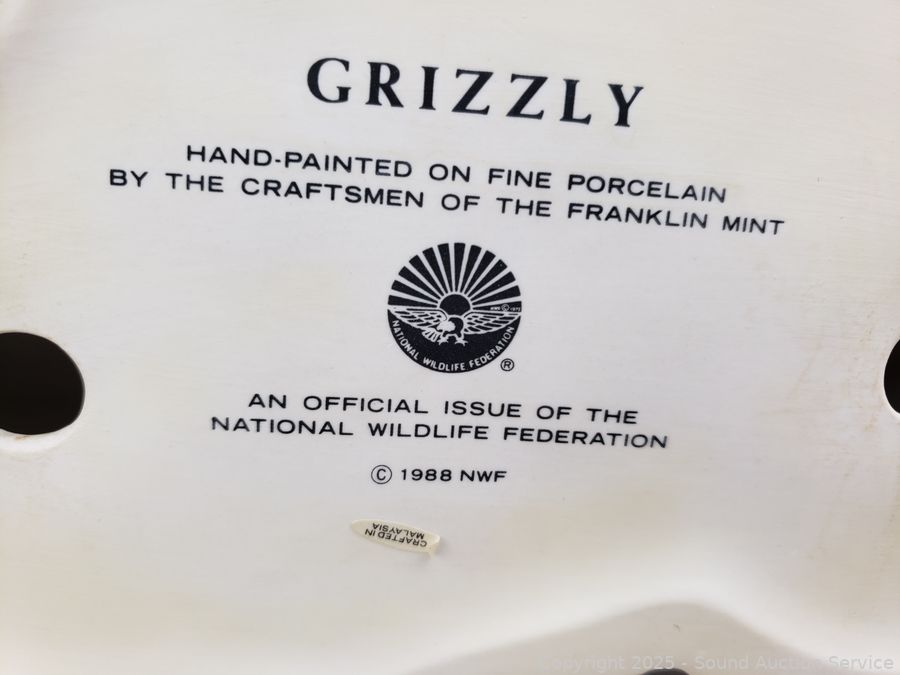 GRIZZLY
HAND-PAINTED ON FINE PORCELAIN
BY THE CRAFTSMEN OF THE FRANKLIN MINT
NATIONAL WILDLIFE FEDERATION
®
AN OFFICIAL ISSUE OF THE
NATIONAL WILDLIFE FEDERATION
© 1988 NWF
CRAFTED IN
MALAYSIA
Copyright 2025 - Sound Auction Service